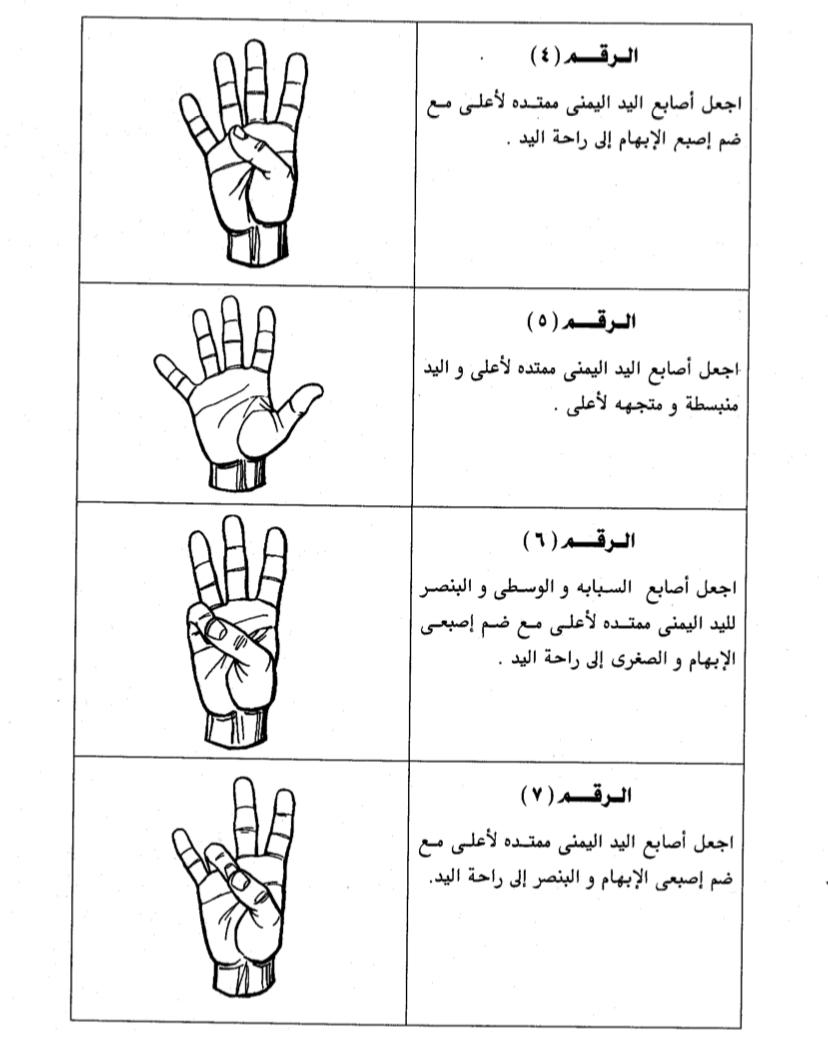 الرقم (٤)
اجعل أصابع اليد اليمنى ممتده لأعلى مع
ضم إصبع الإبهام إلى راحة اليد .
الرقم (٥)
اجعل أصابع اليد اليمنى ممتده لأعلى و اليد
منبسطة و متجهه لأعلى .
الرقم (٦)
اجعل أصابع السبابه و الوسطى و البنصر
لليد اليمنى ممتده لأعلى مع ضم إصبعى
الإبهام و الصغرى إلى راحة اليد .
الرقم (٧)
اجعل أصابع اليد اليمنى ممتده لأعلى مع
ضم إصبعى الإبهام و البنصر إلى راحة اليد.